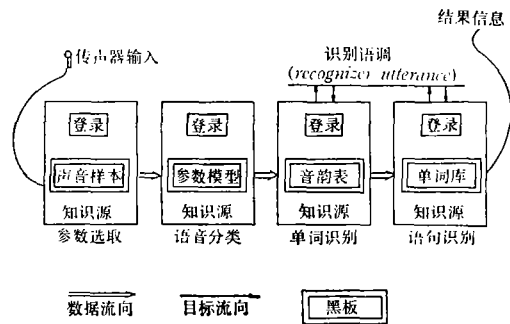 结果信息
传声器输入
识别语调
(recognizer utterance)
登录 登录 登录 登录
声音样本 参数模型 音韵表 单词库
知识源 知识源 知识源 知识源
参数选取 语音分类 单词识别 语句识别
数据流向 目标流向 黑板